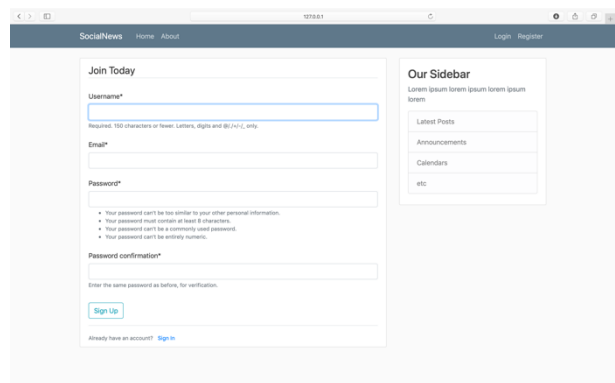 127.0.0.1
SocialNews Home About Login Register
Join Today
Username*
Required. 150 characters or fewer. Letters, digits and @/./+/-/_ only.
Email*
Password*
Your password can't be too similar to your other personal information.
Your password must contain at least 8 characters.
Your password can't be a commonly used password.
Your password can't be entirely numeric.
Password confirmation*
Enter the same password as before, for verification.
Sign Up
Already have an account? Sign In
Our Sidebar
Lorem ipsum lorem ipsum lorem ipsum
lorem
Latest Posts
Announcements
Calendars
etc